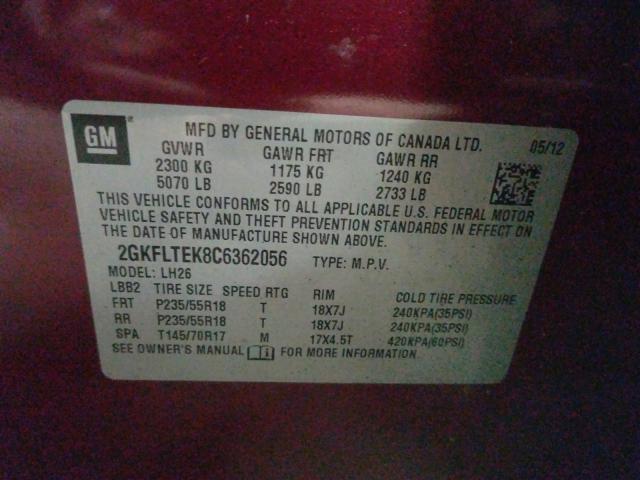 GM
MFD BY GENERAL MOTORS OF CANADA LTD. 05/12
GVWR GAWR FRT GAWR RR
2300 KG 1175 KG 1240 KG
5070 LB 2590 LB 2733 LB
THIS VEHICLE CONFORMS TO ALL APPLICABLE U.S. FEDERAL MOTOR
VEHICLE SAFETY AND THEFT PREVENTION STANDARDS IN EFFECT ON
THE DATE OF MANUFACTURE SHOWN ABOVE.
2GKFLTEK8C6362056 TYPE: M.P.V.
MODEL: LH26
LBB2 TIRE SIZE SPEED RTG RIM COLD TIRE PRESSURE
FRT P235/55R18 T 18X7J 240KPA(35PSI)
RR P235/55R18 T 18X7J 240KPA(35PSI)
SPA T145/70R17 M 17X4.5T 420KPA(60PSI)
SEE OWNER'S MANUAL FOR MORE INFORMATION.